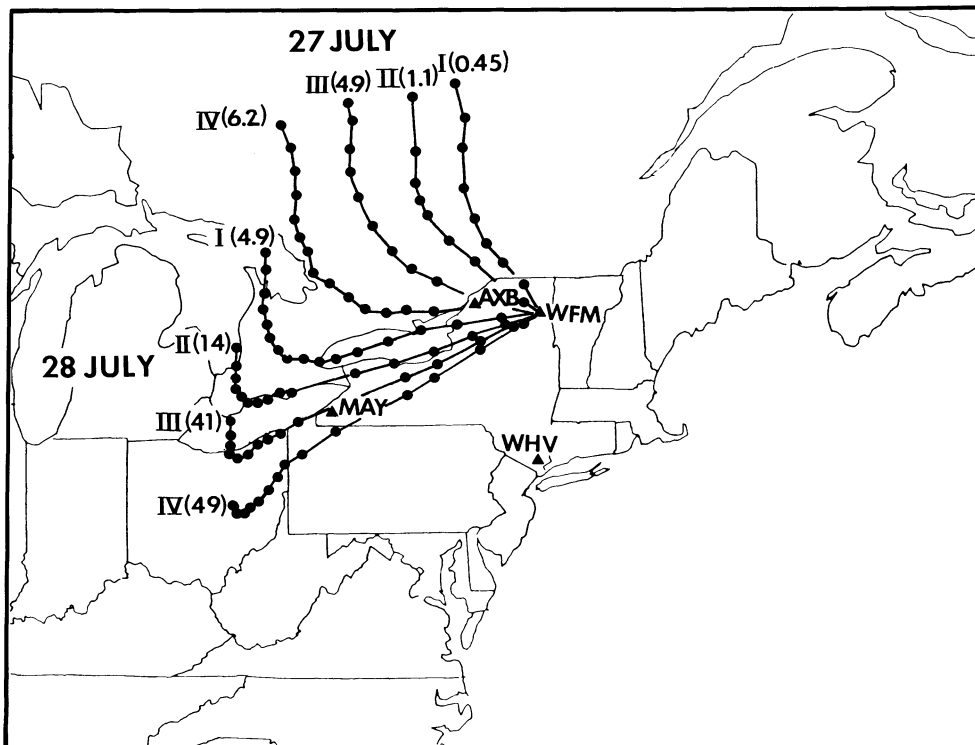 27 JULY
I(0.45)
III(4.9)
II(1.1)
IV(6.2)
I(4.9)
AXB
WFM
II(14)
28 JULY
MAY
III(41)
WHV
IV(49)